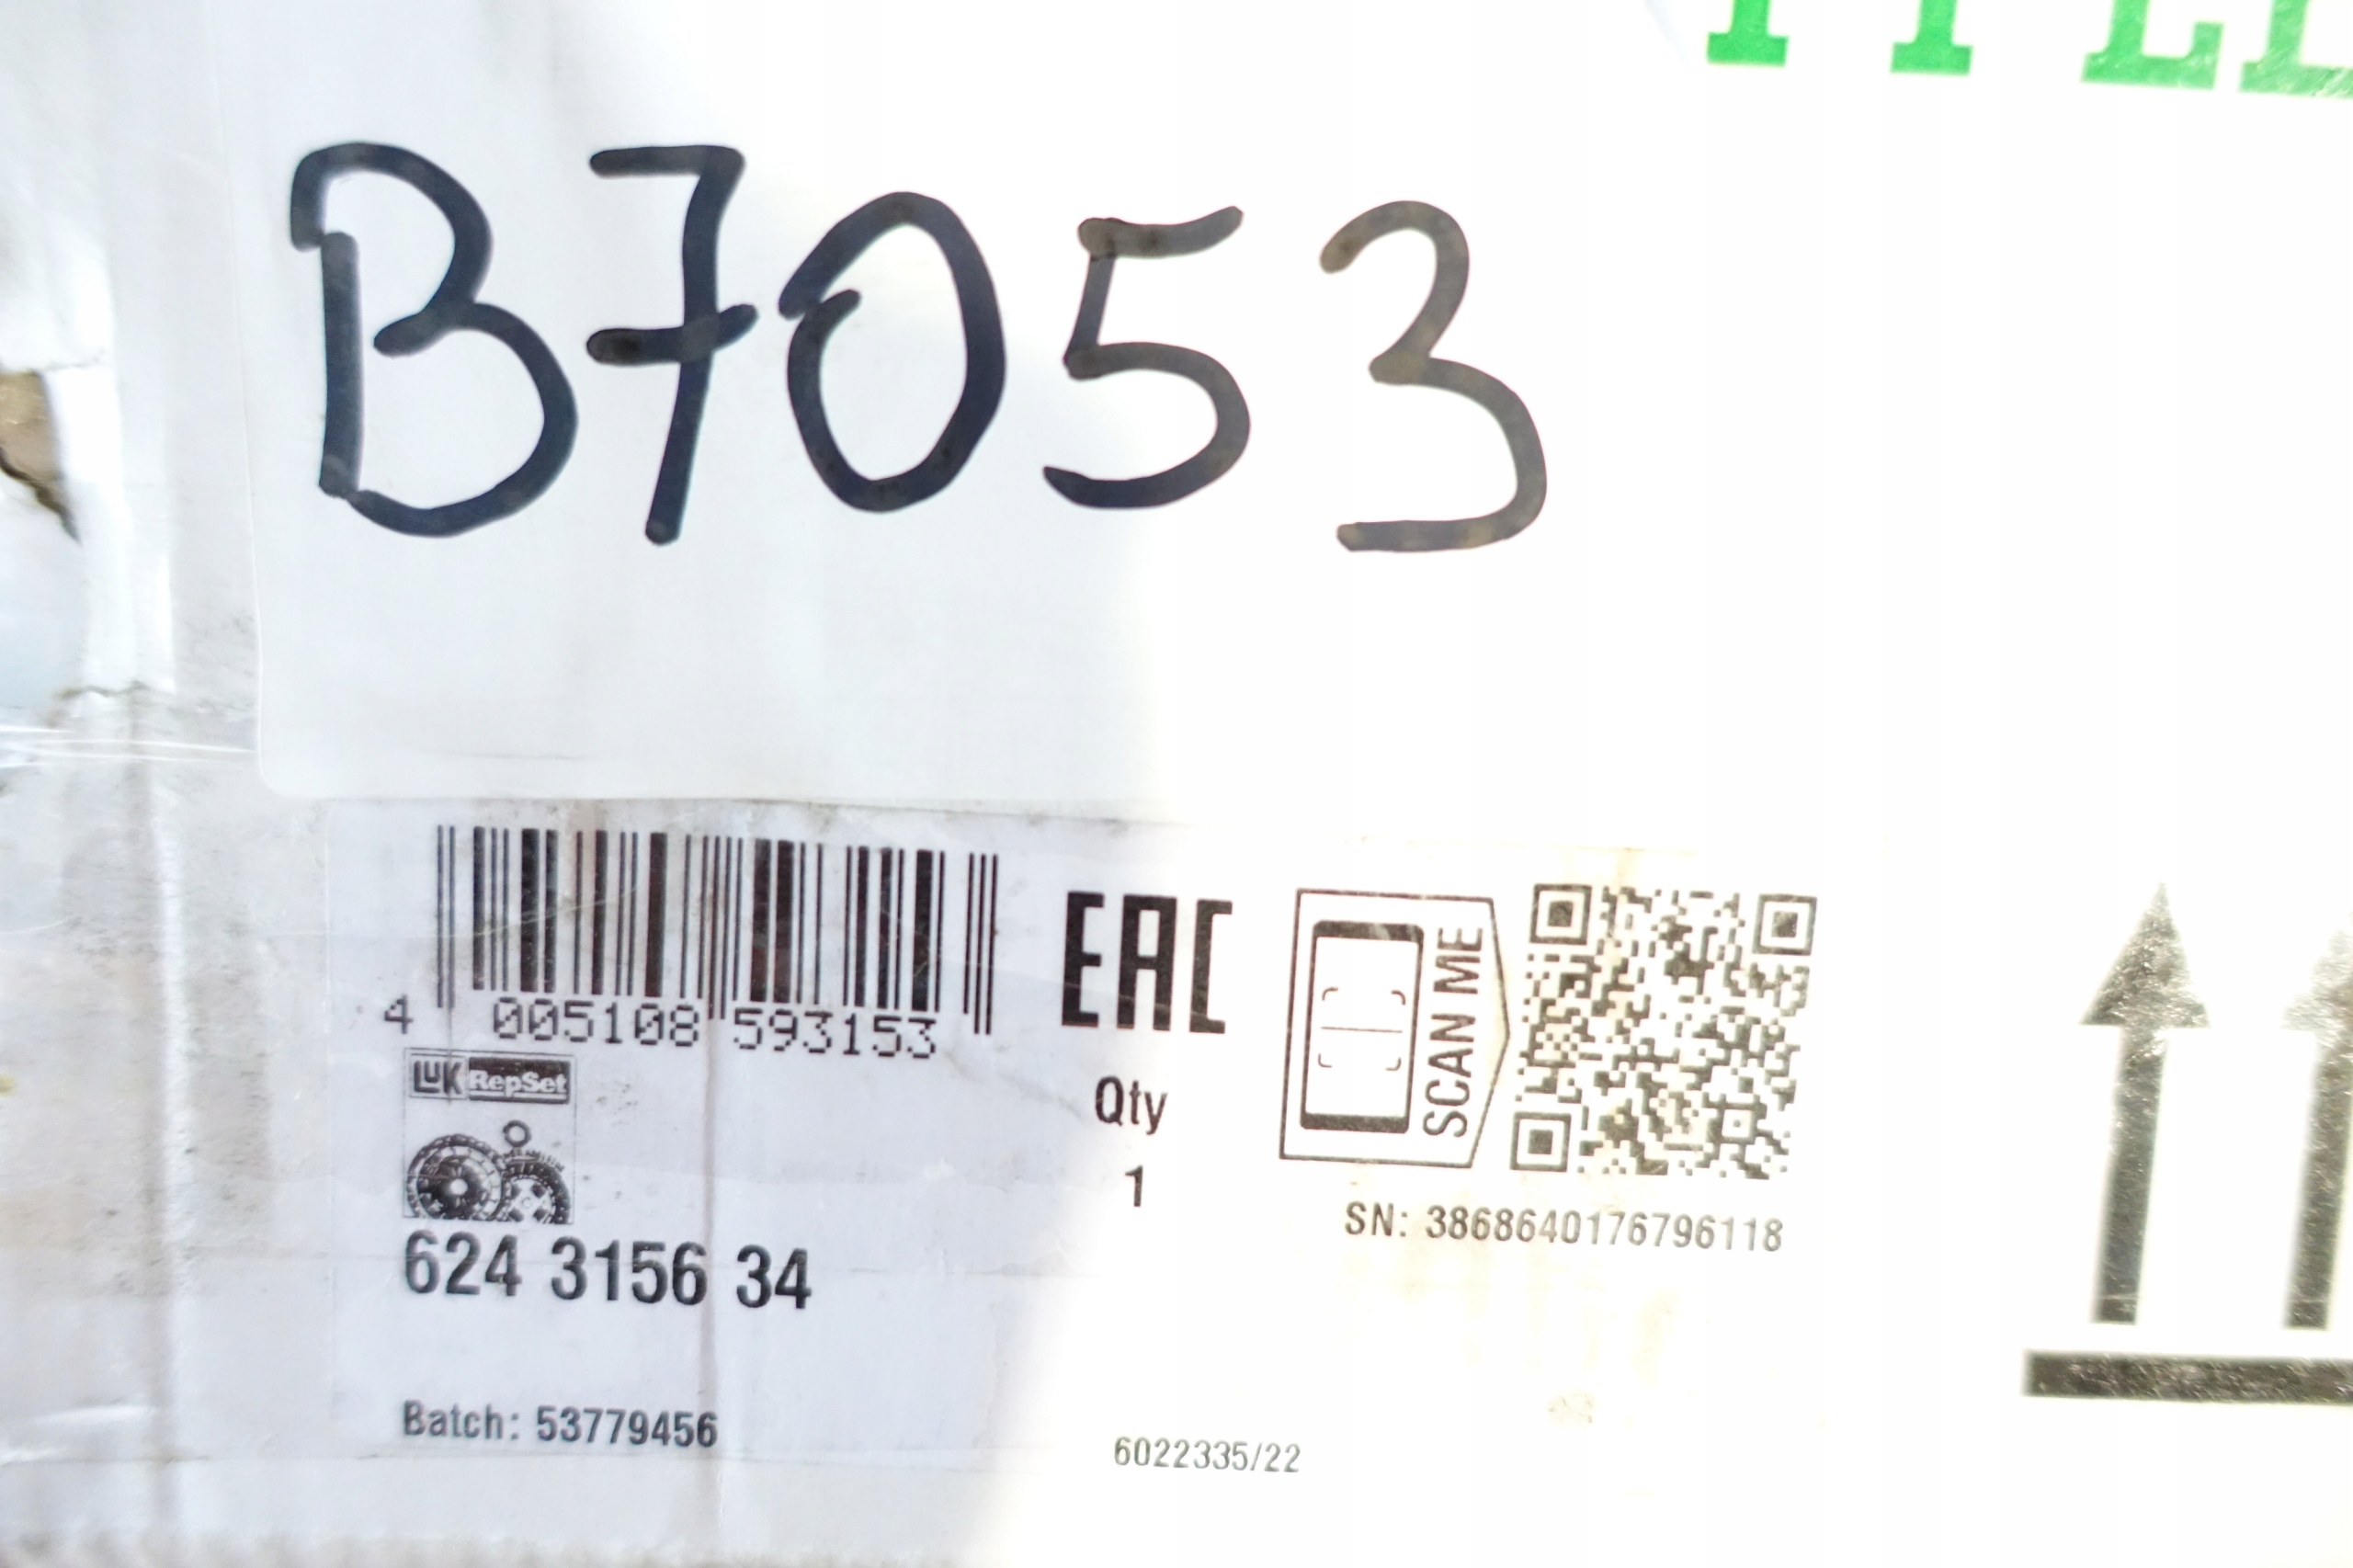 B7053
4 005108 593153
EAC
SCAN ME
LuK RepSet
Qty
1
SN: 3868640176796118
624 3156 34
Batch: 53779456
6022335/22